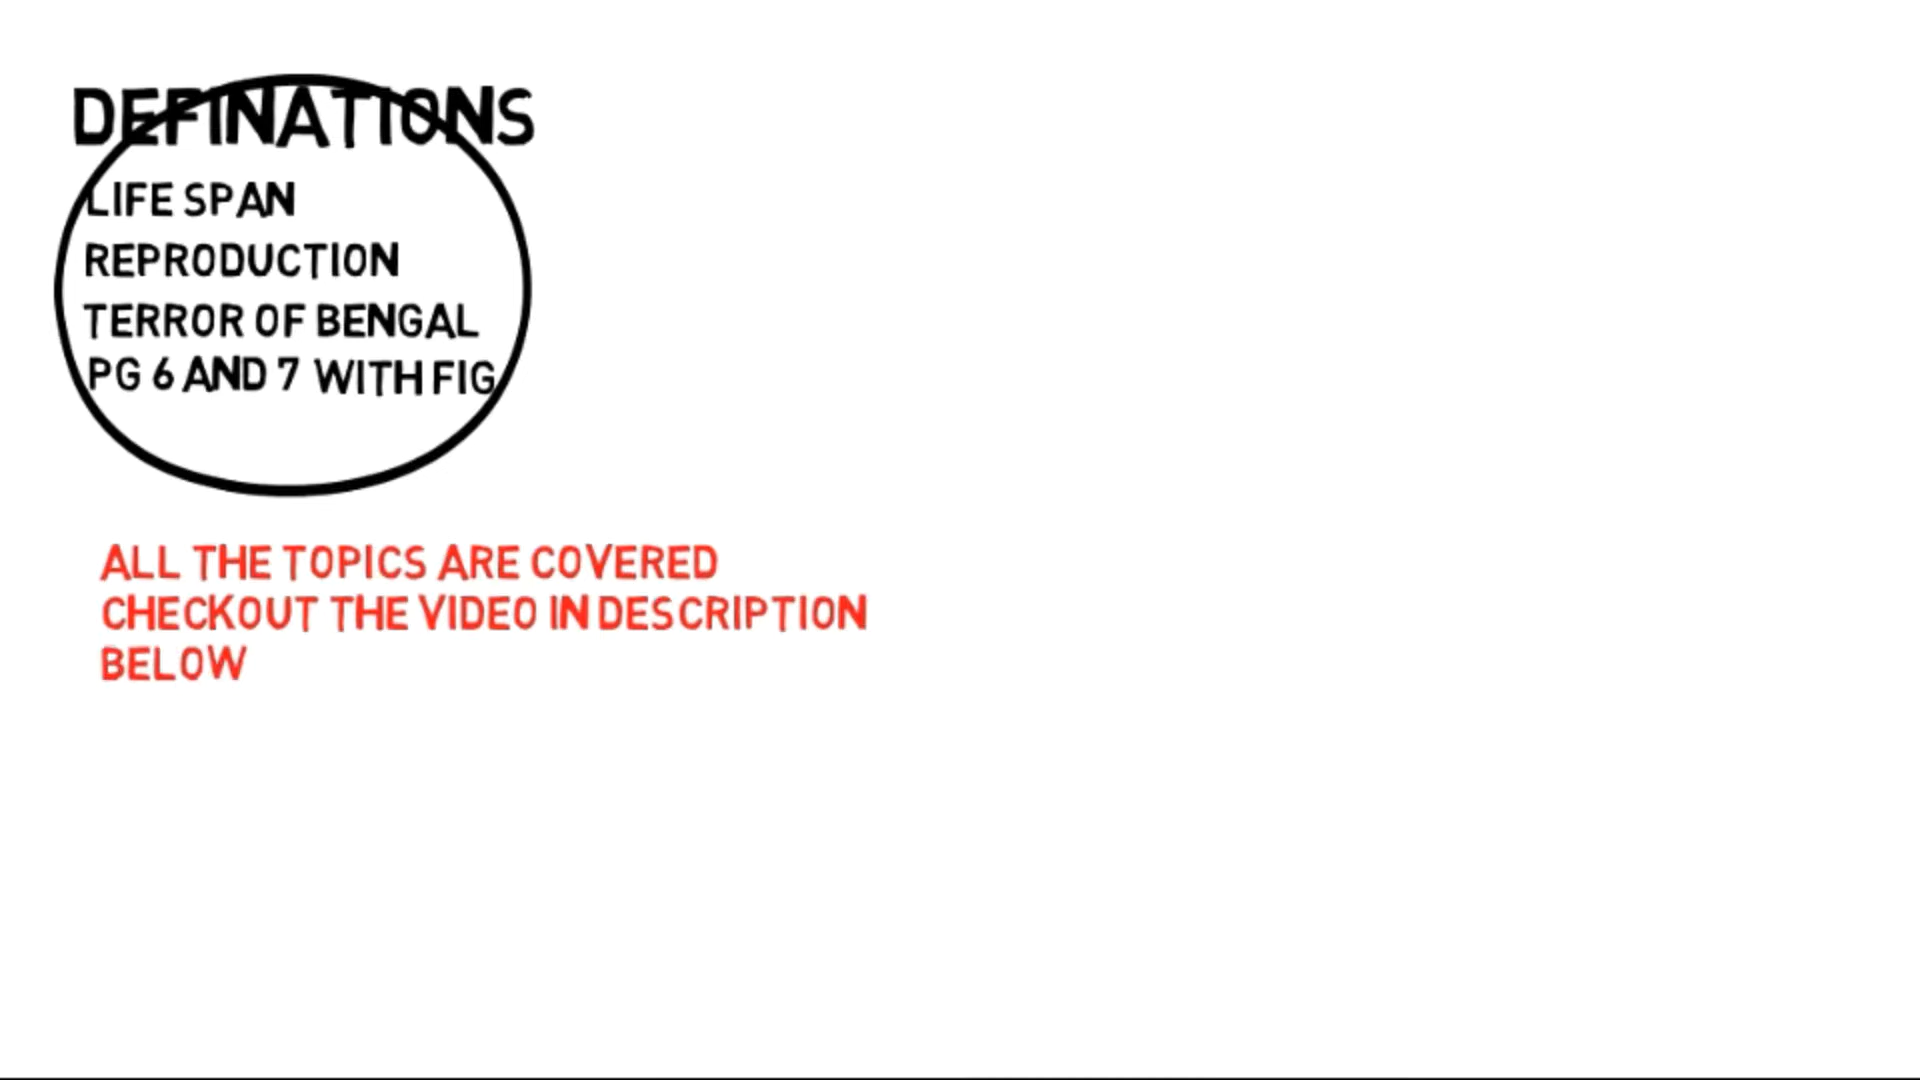 DEFINATIONS
LIFE SPAN
REPRODUCTION
TERROR OF BENGAL
PG 6 AND 7 WITH FIG
ALL THE TOPICS ARE COVERED
CHECKOUT THE VIDEO IN DESCRIPTION
BELOW